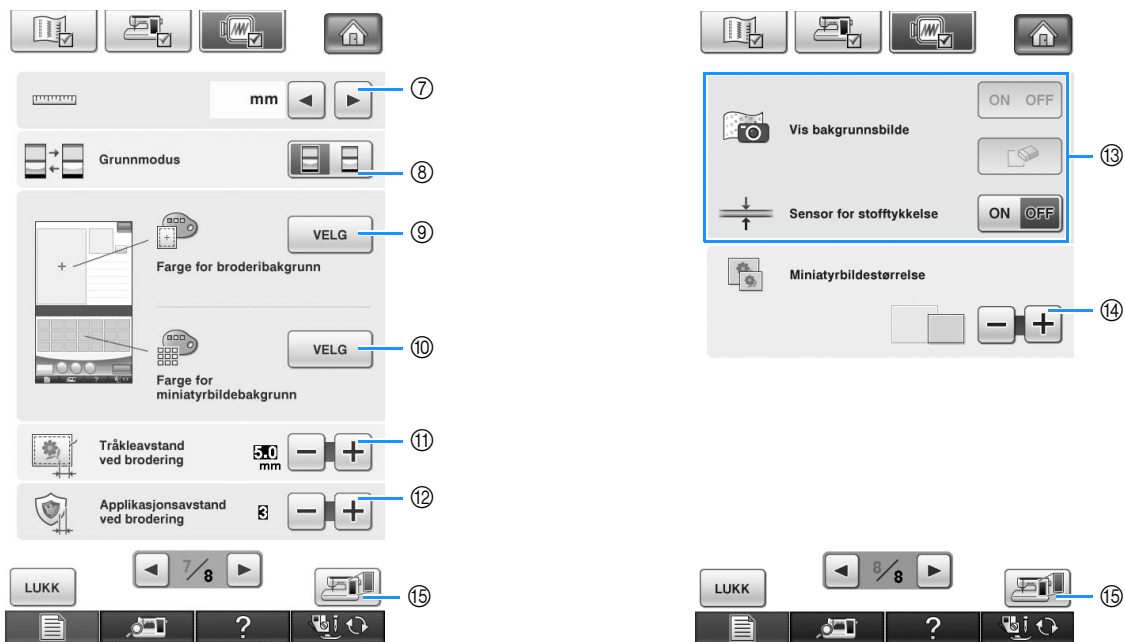 mm
⑦
Grunnmodus
⑧
VELG
⑨
Farge for broderibakgrunn
VELG
⑩
Farge for
miniatyrbildebakgrunn
Tråkleavstand
ved brodering
5.0
mm
⑪
Applikasjonsavstand
ved brodering
3
⑫
7/8
LUKK
⑮
?
ON OFF
Vis bakgrunnsbilde
⑬
Sensor for stofftykkelse
ON OFF
Miniatyrbildestørrelse
⑭
8/8
LUKK
⑮
?